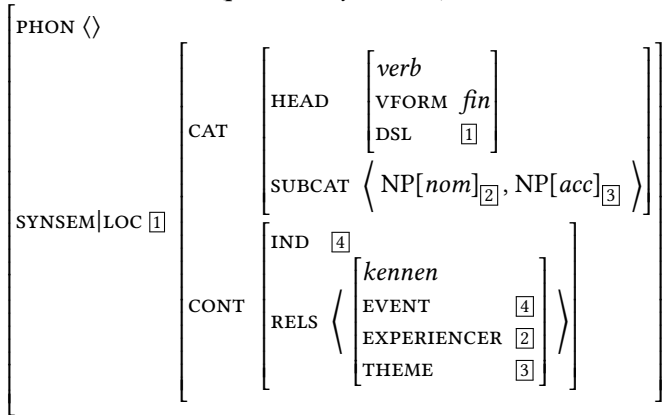 PHON ⟨⟩
verb
HEAD VFORM fin
DSL 1
CAT
SUBCAT ⟨ NP[nom]2, NP[acc]3 ⟩
SYNSEM|LOC 1
IND 4
kennen
EVENT 4
CONT RELS ⟨ EXPERIENCER 2 ⟩
THEME 3